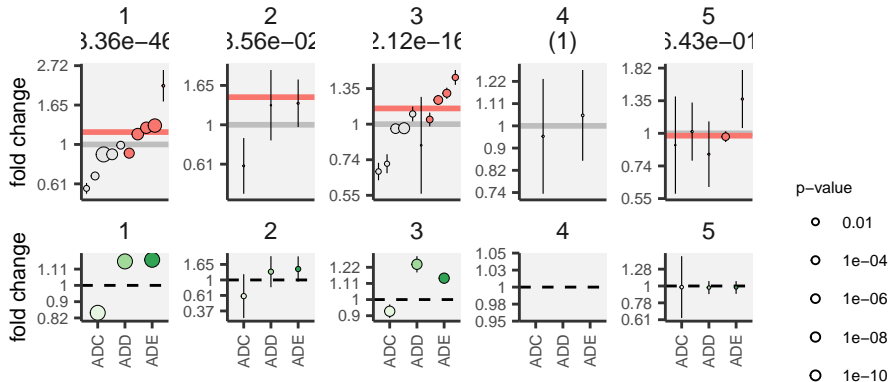 1 2 3 4 5
3.36e−46 3.56e−02 2.12e−16 (1) 6.43e−01
fold change
2.72
1.65
1
0.61
1.65
1
0.61
1.35
1
0.74
0.55
1.22
1.11
1
0.9
0.82
0.74
1.82
1.35
1
0.74
0.55
1 2 3 4 5
fold change
1.11
1
0.9
0.82
1.65
1
0.61
0.37
1.22
1.11
1
0.9
1.05
1.03
1.00
0.98
0.95
1.28
1
0.78
0.61
ADC ADD ADE
ADC ADD ADE
ADC ADD ADE
ADC ADD ADE
ADC ADD ADE
p−value
0.01
1e−04
1e−06
1e−08
1e−10